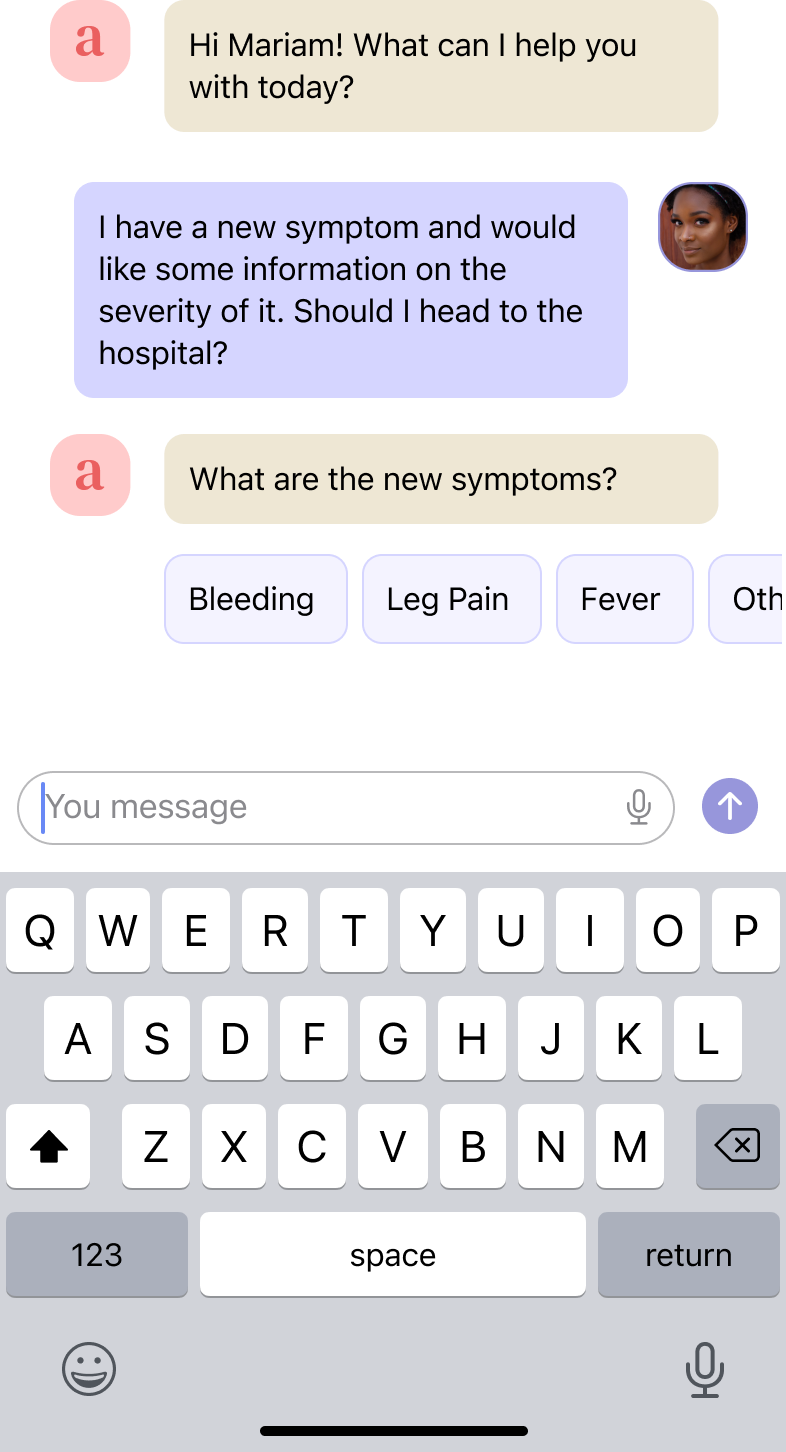 a
Hi Mariam! What can I help you
with today?
I have a new symptom and would
like some information on the
severity of it. Should I head to the
hospital?
a
What are the new symptoms?
Bleeding Leg Pain Fever Oth
You message
Q W E R T Y U I O P
A S D F G H J K L
Z X C V B N M
123 space return